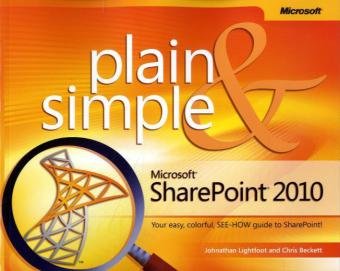 Microsoft®
plain &
simple
Microsoft®
SharePoint® 2010
Your easy, colorful, SEE-HOW guide to SharePoint!
Johnathan Lightfoot and Chris Beckett